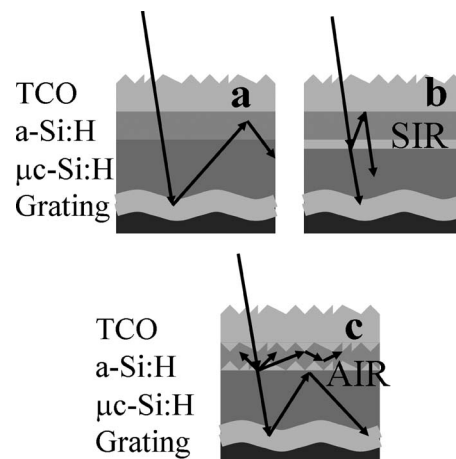 a
b
TCO
a-Si:H
SIR
μc-Si:H
Grating
c
TCO
a-Si:H
AIR
μc-Si:H
Grating